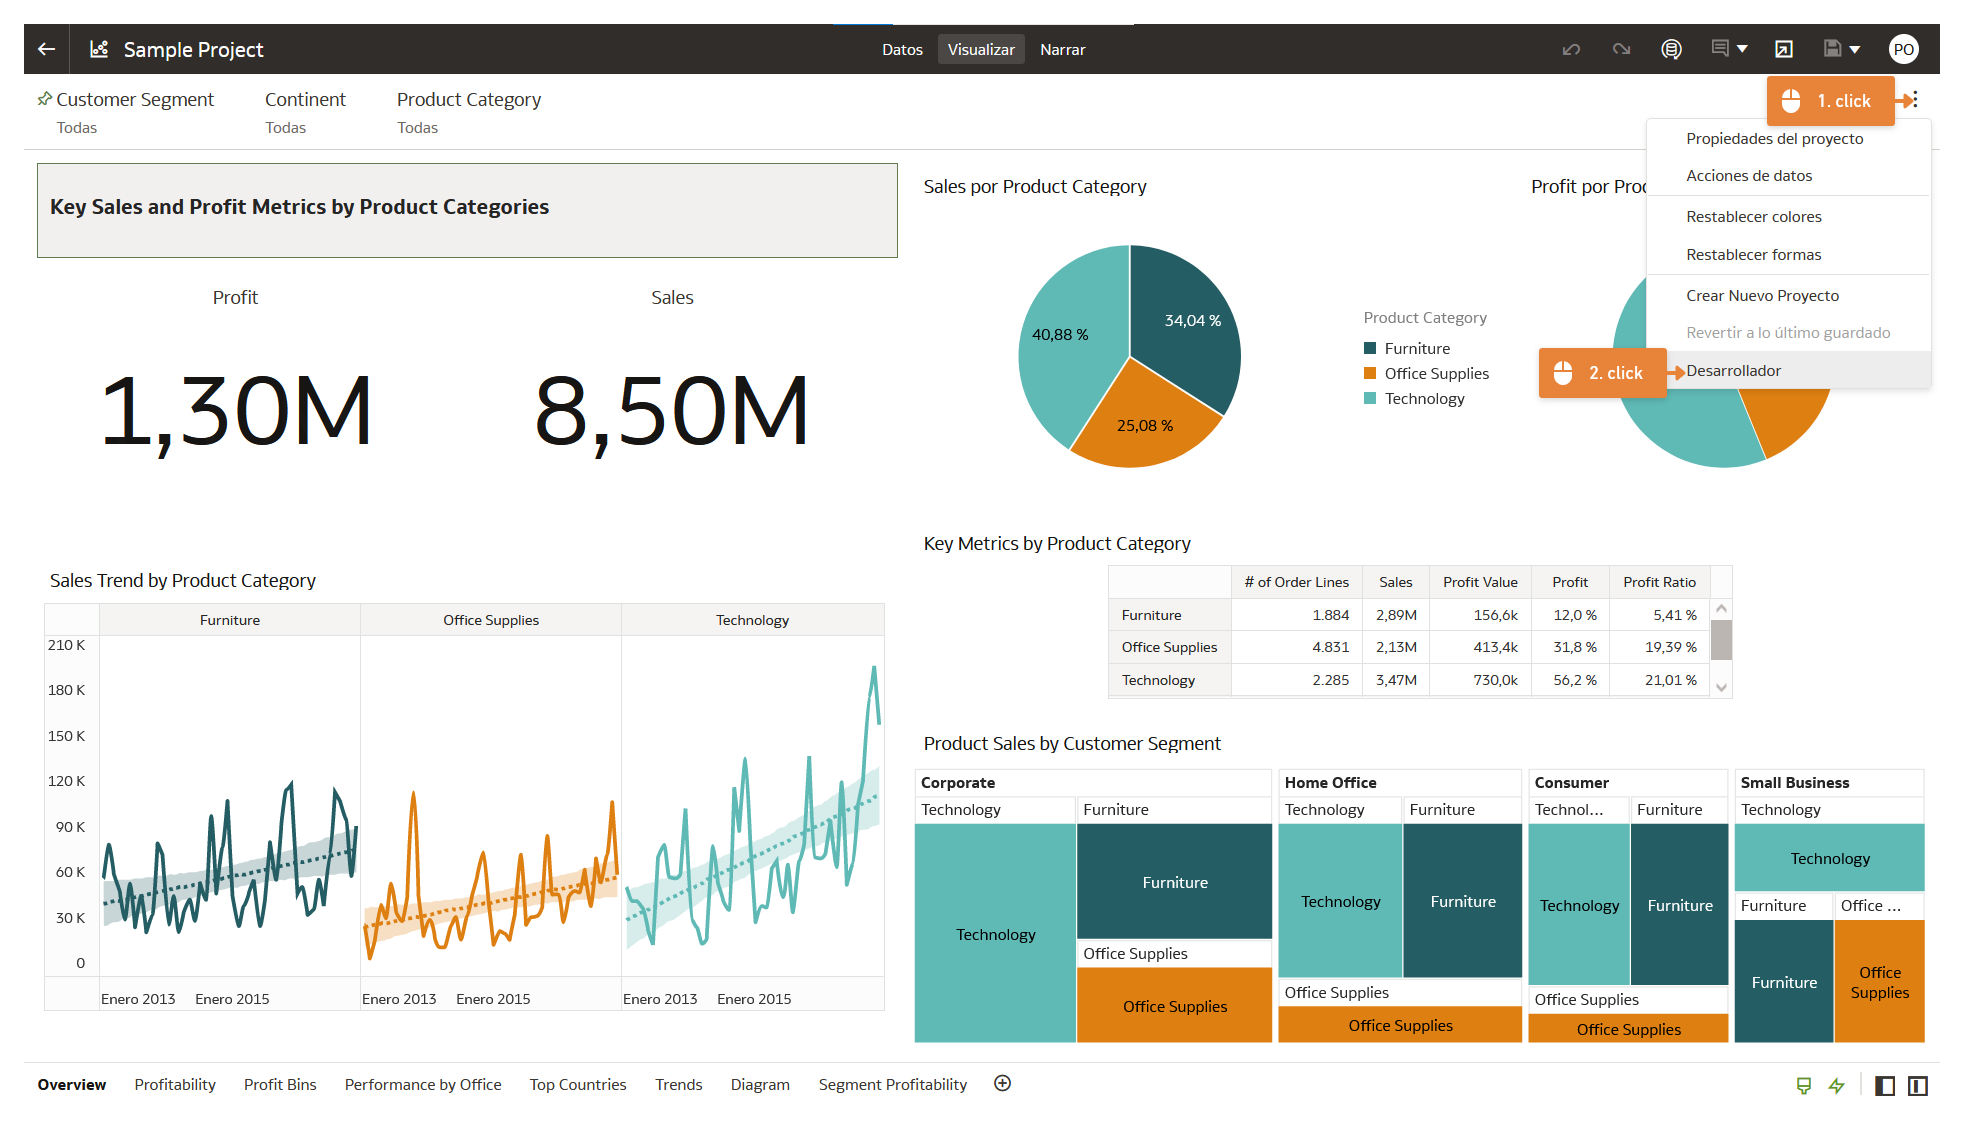 Sample Project
Datos
Visualizar
Narrar
PO
Customer Segment
Todas
Continent
Todas
Product Category
Todas
1. click
Propiedades del proyecto
Acciones de datos
Restablecer colores
Restablecer formas
Crear Nuevo Proyecto
Revertir a lo último guardado
2. click
Desarrollador
Key Sales and Profit Metrics by Product Categories
Profit
1,30M
Sales
8,50M
Sales por Product Category
40,88 %
34,04 %
25,08 %
Product Category
Furniture
Office Supplies
Technology
Profit por Proc
Key Metrics by Product Category
# of Order Lines Sales Profit Value Profit Profit Ratio
Furniture 1.884 2,89M 156,6k 12,0 % 5,41 %
Office Supplies 4.831 2,13M 413,4k 31,8 % 19,39 %
Technology 2.285 3,47M 730,0k 56,2 % 21,01 %
Sales Trend by Product Category
Furniture Office Supplies Technology
210 K
180 K
150 K
120 K
90 K
60 K
30 K
0
Enero 2013 Enero 2015 Enero 2013 Enero 2015 Enero 2013 Enero 2015
Product Sales by Customer Segment
Corporate
Technology
Technology
Furniture
Furniture
Office Supplies
Office Supplies
Home Office
Technology
Technology
Furniture
Furniture
Office Supplies
Office Supplies
Consumer
Technol...
Technology
Furniture
Furniture
Office Supplies
Office Supplies
Small Business
Technology
Technology
Furniture
Furniture
Office ...
Office
Supplies
Overview Profitability Profit Bins Performance by Office Top Countries Trends Diagram Segment Profitability